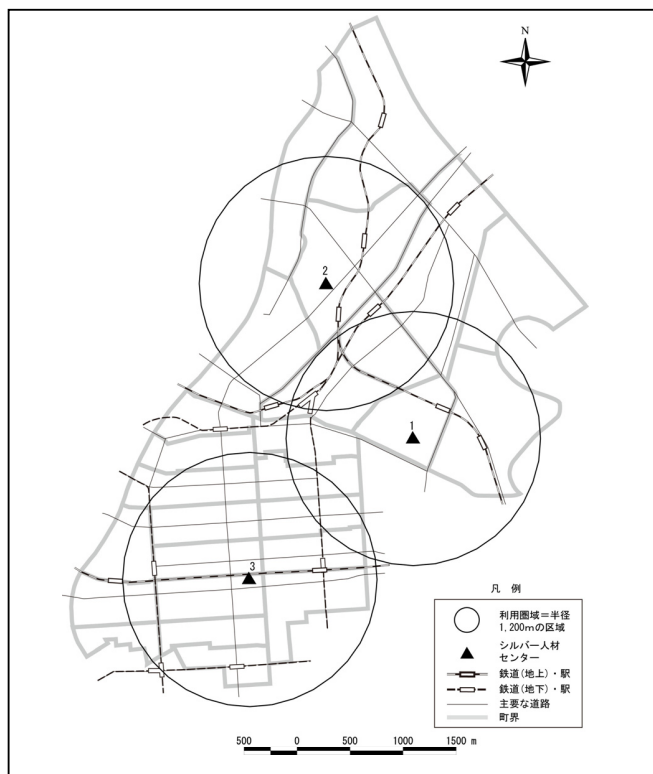 N
2
1
3
凡 例
利用圏域=半径
1,200mの区域
シルバー人材
センター
鉄道(地上)・駅
鉄道(地下)・駅
主要な道路
町界
500 0 500 1000 1500 m